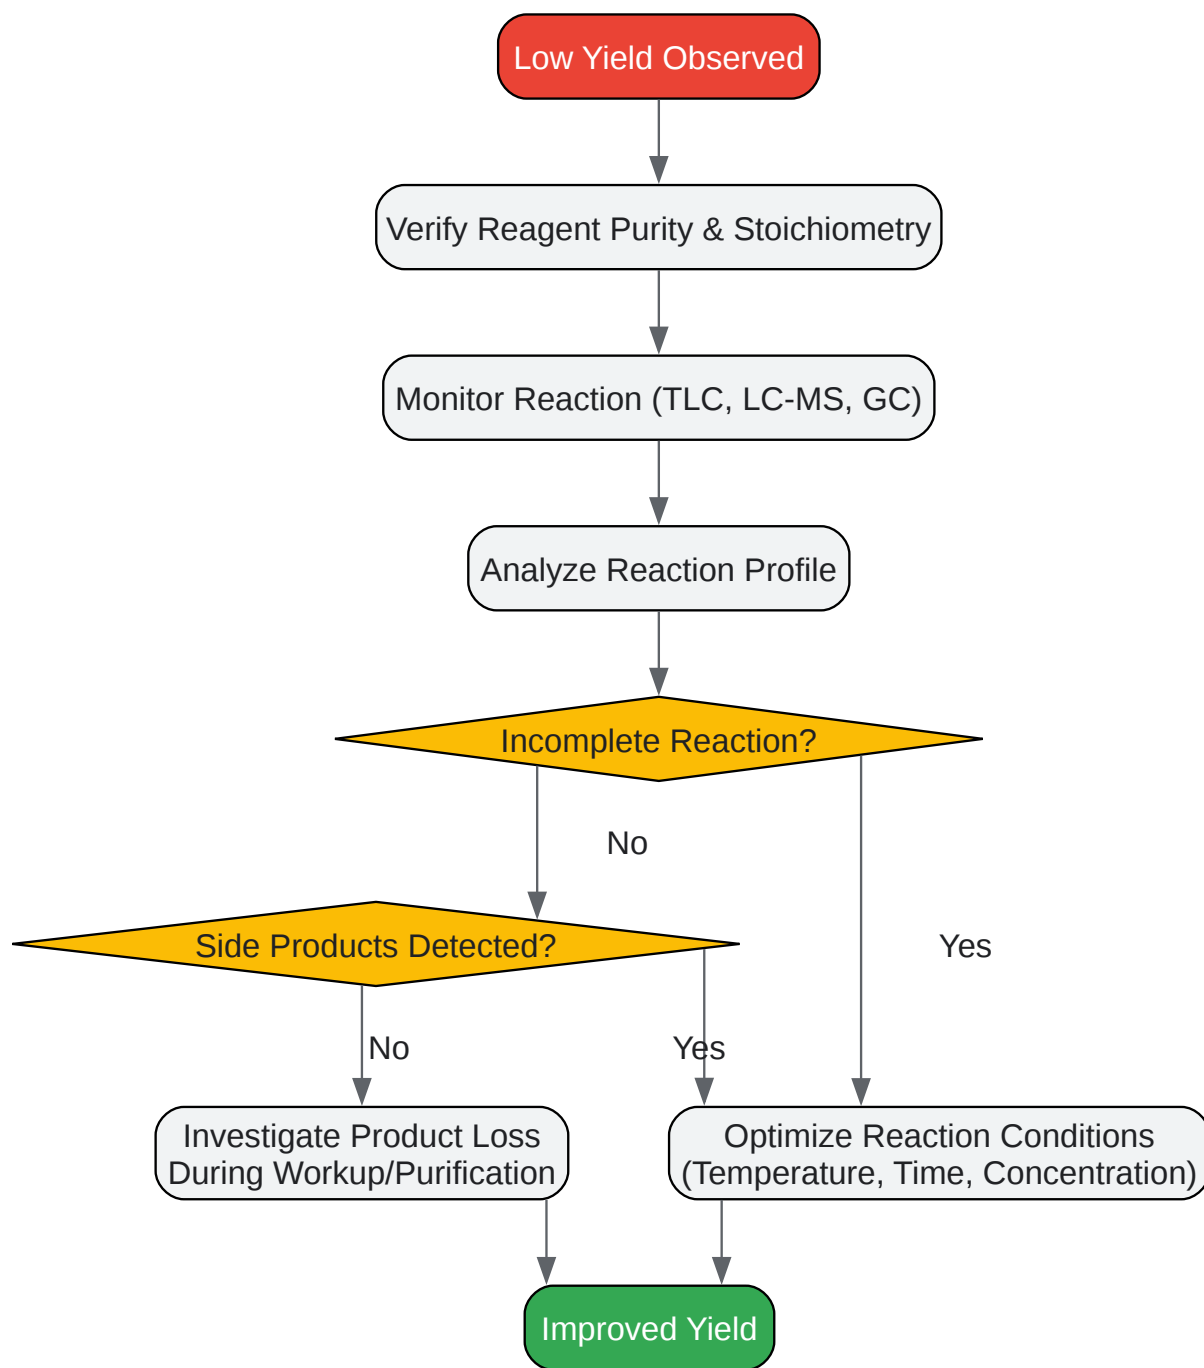 Low Yield Observed
Verify Reagent Purity & Stoichiometry
Monitor Reaction (TLC, LC-MS, GC)
Analyze Reaction Profile
Incomplete Reaction?
No
Side Products Detected?
Yes
No
Yes
Investigate Product Loss
During Workup/Purification
Optimize Reaction Conditions
(Temperature, Time, Concentration)
Improved Yield